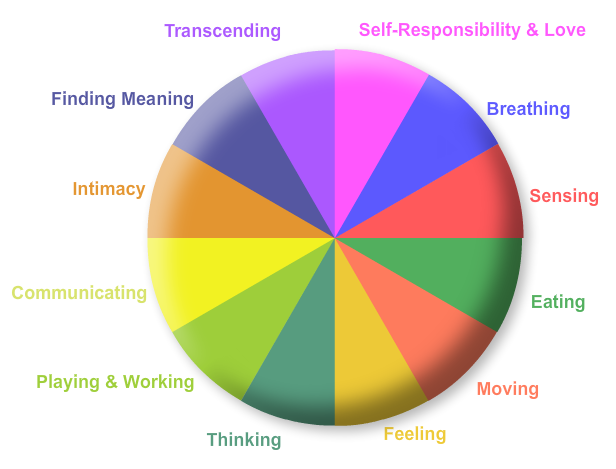 Transcending
Self-Responsibility & Love
Finding Meaning
Breathing
Intimacy
Sensing
Communicating
Eating
Playing & Working
Moving
Thinking
Feeling